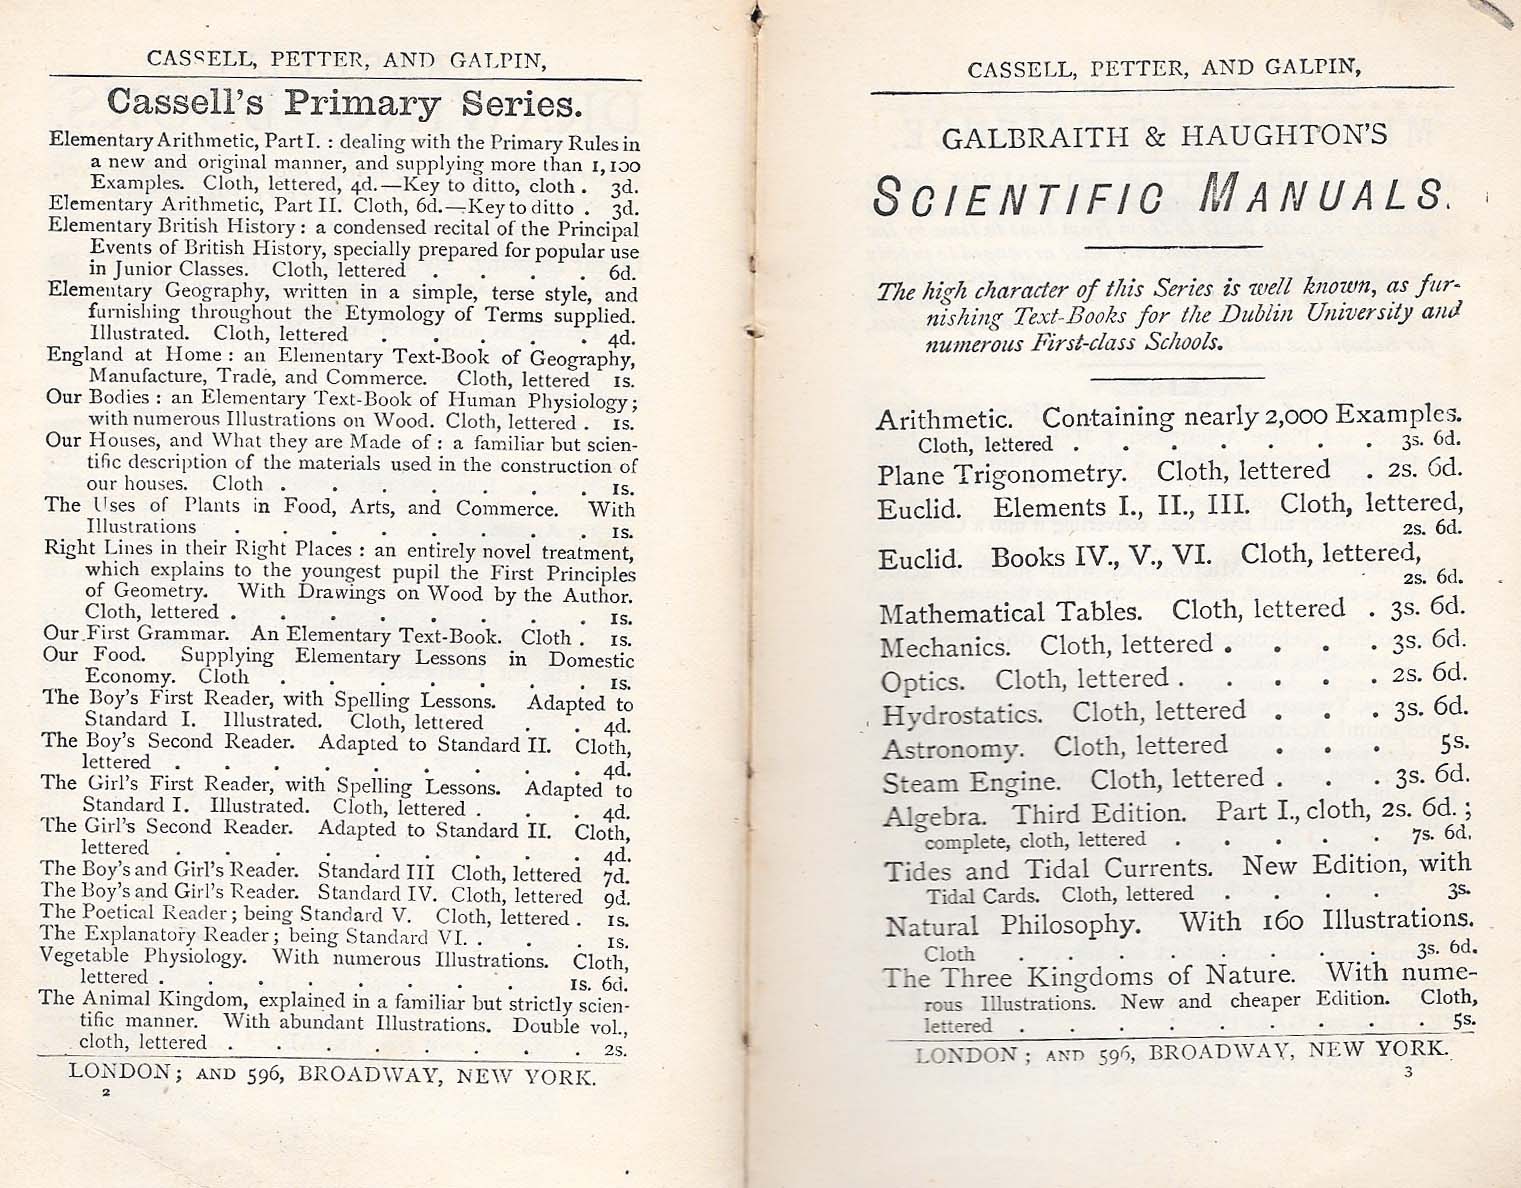 CASSELL, PETTER, AND GALPIN,
Cassell's Primary Series.
Elementary Arithmetic, Part I. : dealing with the Primary Rules in
a new and original manner, and supplying more than 1,100
Examples. Cloth, lettered, 4d.—Key to ditto, cloth . 3d.
Elementary Arithmetic, Part II. Cloth, 6d.—Key to ditto . 3d.
Elementary British History : a condensed recital of the Principal
Events of British History, specially prepared for popular use
in Junior Classes. Cloth, lettered . . . . 6d.
Elementary Geography, written in a simple, terse style, and
furnishing throughout the Etymology of Terms supplied.
Illustrated. Cloth, lettered . . . . . 4d.
England at Home : an Elementary Text-Book of Geography,
Manufacture, Trade, and Commerce. Cloth, lettered 1s.
Our Bodies : an Elementary Text-Book of Human Physiology ;
with numerous Illustrations on Wood. Cloth, lettered . 1s.
Our Houses, and What they are Made of : a familiar but scien-
tific description of the materials used in the construction of
our houses. Cloth . . . . . . . 1s.
The Uses of Plants in Food, Arts, and Commerce. With
Illustrations . . . . . . . . 1s.
Right Lines in their Right Places : an entirely novel treatment,
which explains to the youngest pupil the First Principles
of Geometry. With Drawings on Wood by the Author.
Cloth, lettered . . . . . . . . 1s.
Our First Grammar. An Elementary Text-Book. Cloth . 1s.
Our Food. Supplying Elementary Lessons in Domestic
Economy. Cloth . . . . . . . 1s.
The Boy's First Reader, with Spelling Lessons. Adapted to
Standard I. Illustrated. Cloth, lettered . . 4d.
The Boy's Second Reader. Adapted to Standard II. Cloth,
lettered . . . . . . . . . 4d.
The Girl's First Reader, with Spelling Lessons. Adapted to
Standard I. Illustrated. Cloth, lettered . . . 4d.
The Girl's Second Reader. Adapted to Standard II. Cloth,
lettered . . . . . . . . . 4d.
The Boy's and Girl's Reader. Standard III Cloth, lettered 7d.
The Boy's and Girl's Reader. Standard IV. Cloth, lettered 9d.
The Poetical Reader ; being Standard V. Cloth, lettered . 1s.
The Explanatory Reader ; being Standard VI. . . . 1s.
Vegetable Physiology. With numerous Illustrations. Cloth,
lettered . . . . . . . . 1s. 6d.
The Animal Kingdom, explained in a familiar but strictly scien-
tific manner. With abundant Illustrations. Double vol.,
cloth, lettered . . . . . . . . 2s.
LONDON ; AND 596, BROADWAY, NEW YORK.
2
CASSELL, PETTER, AND GALPIN,
GALBRAITH & HAUGHTON'S
SCIENTIFIC MANUALS.
The high character of this Series is well known, as fur-
nishing Text-Books for the Dublin University and
numerous First-class Schools.
Arithmetic. Containing nearly 2,000 Examples.
Cloth, lettered . . . . . . . 3s. 6d.
Plane Trigonometry. Cloth, lettered . 2s. 6d.
Euclid. Elements I., II., III. Cloth, lettered,
2s. 6d.
Euclid. Books IV., V., VI. Cloth, lettered,
2s. 6d.
Mathematical Tables. Cloth, lettered . 3s. 6d.
Mechanics. Cloth, lettered . . . . 3s. 6d.
Optics. Cloth, lettered . . . . . 2s. 6d.
Hydrostatics. Cloth, lettered . . . 3s. 6d.
Astronomy. Cloth, lettered . . . 5s.
Steam Engine. Cloth, lettered . . . 3s. 6d.
Algebra. Third Edition. Part I., cloth, 2s. 6d. ;
complete, cloth, lettered . . . . . 7s. 6d.
Tides and Tidal Currents. New Edition, with
Tidal Cards. Cloth, lettered . . . . 3s.
Natural Philosophy. With 160 Illustrations.
Cloth . . . . . . . . 3s. 6d.
The Three Kingdoms of Nature. With nume-
rous Illustrations. New and cheaper Edition. Cloth,
lettered . . . . . . . . . 5s.
LONDON ; AND 596, BROADWAY, NEW YORK.
3